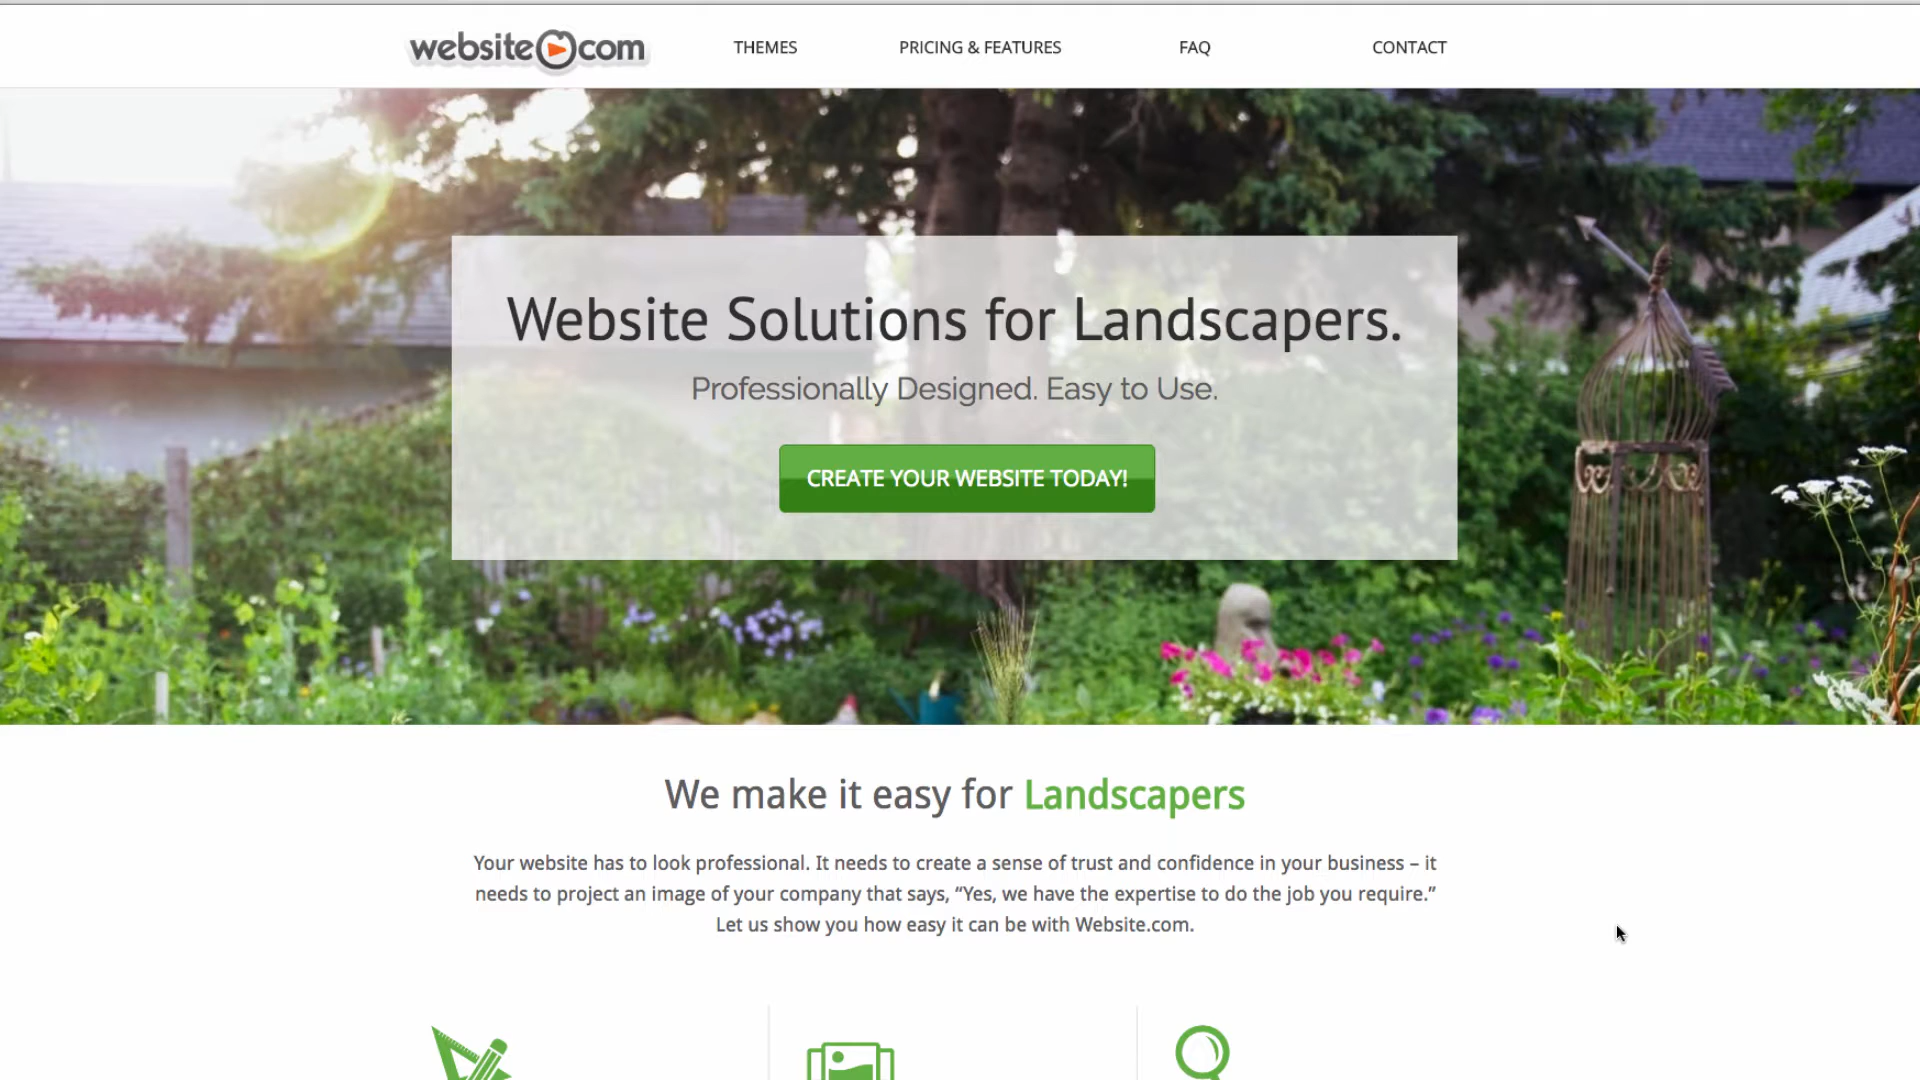 website.com
THEMES
PRICING & FEATURES
FAQ
CONTACT
Website Solutions for Landscapers.
Professionally Designed. Easy to Use.
CREATE YOUR WEBSITE TODAY!
We make it easy for Landscapers
Your website has to look professional. It needs to create a sense of trust and confidence in your business – it
needs to project an image of your company that says, “Yes, we have the expertise to do the job you require.”
Let us show you how easy it can be with Website.com.